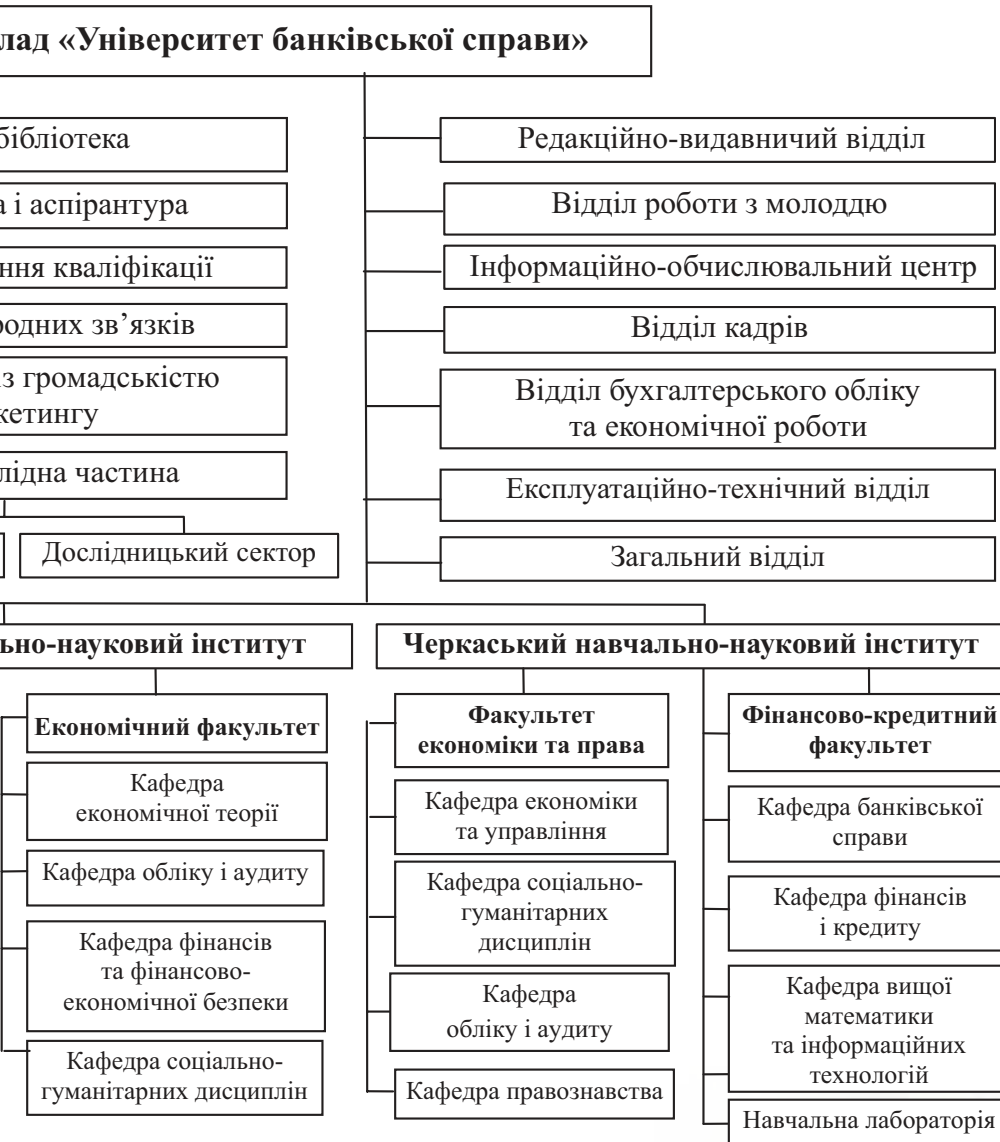 лад «Університет банківської справи»
бібліотека
а і аспірантура
ння кваліфікації
родних зв’язків
із громадськістю
кетингу
лідна частина
Дослідницький сектор
Редакційно-видавничий відділ
Відділ роботи з молоддю
Інформаційно-обчислювальний центр
Відділ кадрів
Відділ бухгалтерського обліку
та економічної роботи
Експлуатаційно-технічний відділ
Загальний відділ
ьно-науковий інститут
Економічний факультет
Кафедра
економічної теорії
Кафедра обліку і аудиту
Кафедра фінансів
та фінансово-
економічної безпеки
Кафедра соціально-
гуманітарних дисциплін
Черкаський навчально-науковий інститут
Факультет
економіки та права
Кафедра економіки
та управління
Кафедра соціально-
гуманітарних
дисциплін
Кафедра
обліку і аудиту
Кафедра правознавства
Фінансово-кредитний
факультет
Кафедра банківської
справи
Кафедра фінансів
і кредиту
Кафедра вищої
математики
та інформаційних
технологій
Навчальна лабораторія